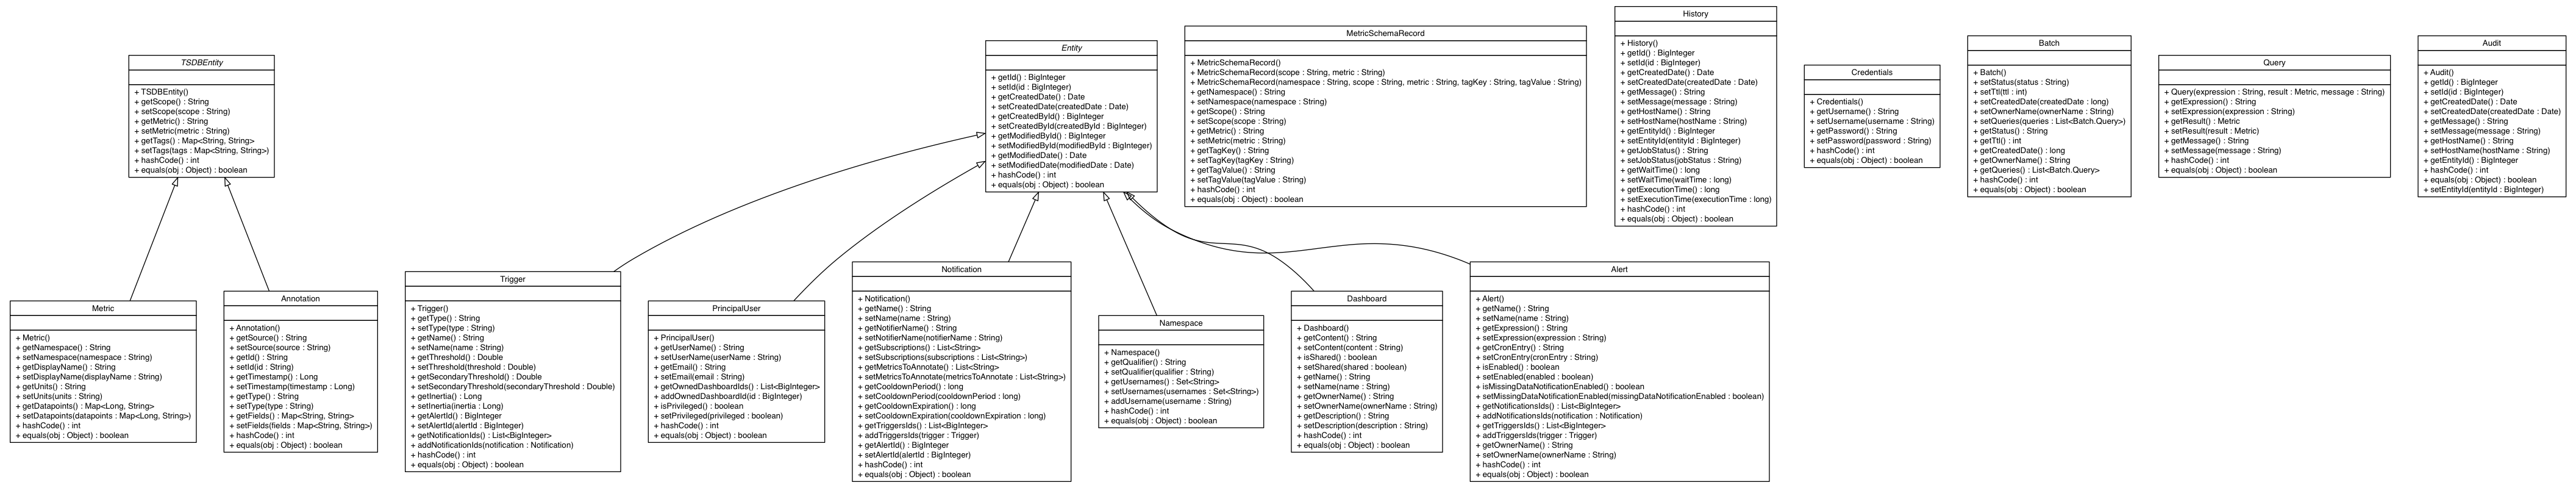 TSDBEntity
+ TSDBEntity()
+ getScope() : String
+ setScope(scope : String)
+ getMetric() : String
+ setMetric(metric : String)
+ getTags() : Map<String, String>
+ setTags(tags : Map<String, String>)
+ hashCode() : int
+ equals(obj : Object) : boolean
Entity
+ getId() : BigInteger
+ setId(id : BigInteger)
+ getCreatedDate() : Date
+ setCreatedDate(createdDate : Date)
+ getCreatedById() : BigInteger
+ setCreatedById(createdById : BigInteger)
+ getModifiedById() : BigInteger
+ setModifiedById(modifiedById : BigInteger)
+ getModifiedDate() : Date
+ setModifiedDate(modifiedDate : Date)
+ hashCode() : int
+ equals(obj : Object) : boolean
MetricSchemaRecord
+ MetricSchemaRecord()
+ MetricSchemaRecord(scope : String, metric : String)
+ MetricSchemaRecord(namespace : String, scope : String, metric : String, tagKey : String, tagValue : String)
+ getNamespace() : String
+ setNamespace(namespace : String)
+ getScope() : String
+ setScope(scope : String)
+ getMetric() : String
+ setMetric(metric : String)
+ getTagKey() : String
+ setTagKey(tagKey : String)
+ getTagValue() : String
+ setTagValue(tagValue : String)
+ hashCode() : int
+ equals(obj : Object) : boolean
History
+ History()
+ getId() : BigInteger
+ setId(id : BigInteger)
+ getCreatedDate() : Date
+ setCreatedDate(createdDate : Date)
+ getMessage() : String
+ setMessage(message : String)
+ getHostName() : String
+ setHostName(hostName : String)
+ getEntityId() : BigInteger
+ setEntityId(entityId : BigInteger)
+ getJobStatus() : String
+ setJobStatus(jobStatus : String)
+ getWaitTime() : long
+ setWaitTime(waitTime : long)
+ getExecutionTime() : long
+ setExecutionTime(executionTime : long)
+ hashCode() : int
+ equals(obj : Object) : boolean
Credentials
+ Credentials()
+ getUsername() : String
+ setUsername(username : String)
+ getPassword() : String
+ setPassword(password : String)
+ hashCode() : int
+ equals(obj : Object) : boolean
Batch
+ Batch()
+ setStatus(status : String)
+ setTtl(ttl : int)
+ setCreatedDate(createdDate : long)
+ setOwnerName(ownerName : String)
+ setQueries(queries : List<Batch.Query>)
+ getStatus() : String
+ getTtl() : int
+ getCreatedDate() : long
+ getOwnerName() : String
+ getQueries() : List<Batch.Query>
+ hashCode() : int
+ equals(obj : Object) : boolean
Query
+ Query(expression : String, result : Metric, message : String)
+ getExpression() : String
+ setExpression(expression : String)
+ getResult() : Metric
+ setResult(result : Metric)
+ getMessage() : String
+ setMessage(message : String)
+ hashCode() : int
+ equals(obj : Object) : boolean
Audit
+ Audit()
+ getId() : BigInteger
+ setId(id : BigInteger)
+ getCreatedDate() : Date
+ setCreatedDate(createdDate : Date)
+ getMessage() : String
+ setMessage(message : String)
+ getHostName() : String
+ setHostName(hostName : String)
+ getEntityId() : BigInteger
+ hashCode() : int
+ equals(obj : Object) : boolean
+ setEntityId(entityId : BigInteger)
Metric
+ Metric()
+ getNamespace() : String
+ setNamespace(namespace : String)
+ getDisplayName() : String
+ setDisplayName(displayName : String)
+ getUnits() : String
+ setUnits(units : String)
+ getDatapoints() : Map<Long, String>
+ setDatapoints(datapoints : Map<Long, String>)
+ hashCode() : int
+ equals(obj : Object) : boolean
Annotation
+ Annotation()
+ getSource() : String
+ setSource(source : String)
+ getId() : String
+ setId(id : String)
+ getTimestamp() : Long
+ setTimestamp(timestamp : Long)
+ getType() : String
+ setType(type : String)
+ getFields() : Map<String, String>
+ setFields(fields : Map<String, String>)
+ hashCode() : int
+ equals(obj : Object) : boolean
Trigger
+ Trigger()
+ getType() : String
+ setType(type : String)
+ getName() : String
+ setName(name : String)
+ getThreshold() : Double
+ setThreshold(threshold : Double)
+ getSecondaryThreshold() : Double
+ setSecondaryThreshold(secondaryThreshold : Double)
+ getInertia() : Long
+ setInertia(inertia : Long)
+ getAlertId() : BigInteger
+ setAlertId(alertId : BigInteger)
+ getNotificationIds() : List<BigInteger>
+ addNotificationIds(notification : Notification)
+ hashCode() : int
+ equals(obj : Object) : boolean
PrincipalUser
+ PrincipalUser()
+ getUserName() : String
+ setUserName(userName : String)
+ getEmail() : String
+ setEmail(email : String)
+ getOwnedDashboardIds() : List<BigInteger>
+ addOwnedDashboardId(id : BigInteger)
+ isPrivileged() : boolean
+ setPrivileged(privileged : boolean)
+ hashCode() : int
+ equals(obj : Object) : boolean
Notification
+ Notification()
+ getName() : String
+ setName(name : String)
+ getNotifierName() : String
+ setNotifierName(notifierName : String)
+ getSubscriptions() : List<String>
+ setSubscriptions(subscriptions : List<String>)
+ getMetricsToAnnotate() : List<String>
+ setMetricsToAnnotate(metricsToAnnotate : List<String>)
+ getCooldownPeriod() : long
+ setCooldownPeriod(cooldownPeriod : long)
+ getCooldownExpiration() : long
+ setCooldownExpiration(cooldownExpiration : long)
+ getTriggersIds() : List<BigInteger>
+ addTriggersIds(trigger : Trigger)
+ getAlertId() : BigInteger
+ setAlertId(alertId : BigInteger)
+ hashCode() : int
+ equals(obj : Object) : boolean
Namespace
+ Namespace()
+ getQualifier() : String
+ setQualifier(qualifier : String)
+ getUsernames() : Set<String>
+ setUsernames(usernames : Set<String>)
+ addUsername(username : String)
+ hashCode() : int
+ equals(obj : Object) : boolean
Dashboard
+ Dashboard()
+ getContent() : String
+ setContent(content : String)
+ isShared() : boolean
+ setShared(shared : boolean)
+ getName() : String
+ setName(name : String)
+ getOwnerName() : String
+ setOwnerName(ownerName : String)
+ getDescription() : String
+ setDescription(description : String)
+ hashCode() : int
+ equals(obj : Object) : boolean
Alert
+ Alert()
+ getName() : String
+ setName(name : String)
+ getExpression() : String
+ setExpression(expression : String)
+ getCronEntry() : String
+ setCronEntry(cronEntry : String)
+ isEnabled() : boolean
+ setEnabled(enabled : boolean)
+ isMissingDataNotificationEnabled() : boolean
+ setMissingDataNotificationEnabled(missingDataNotificationEnabled : boolean)
+ getNotificationsIds() : List<BigInteger>
+ addNotificationsIds(notification : Notification)
+ getTriggersIds() : List<BigInteger>
+ addTriggersIds(trigger : Trigger)
+ getOwnerName() : String
+ setOwnerName(ownerName : String)
+ hashCode() : int
+ equals(obj : Object) : boolean